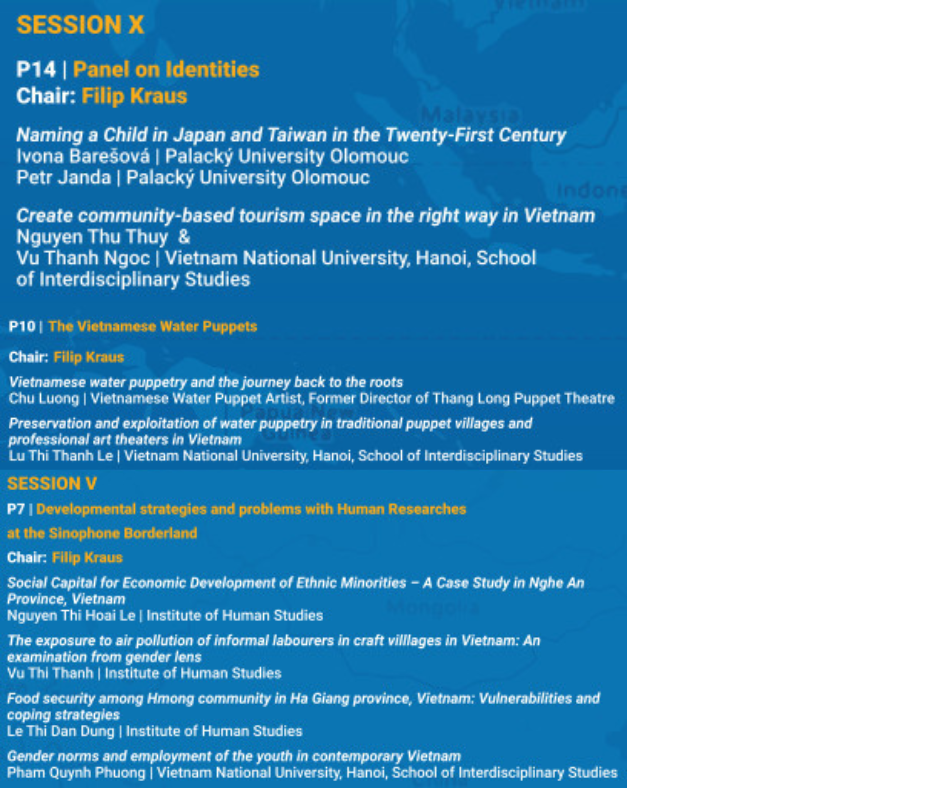 SESSION X
P14 | Panel on Identities
Chair: Filip Kraus
Naming a Child in Japan and Taiwan in the Twenty-First Century
Ivona Barešová | Palacký University Olomouc
Petr Janda | Palacký University Olomouc
Create community-based tourism space in the right way in Vietnam
Nguyen Thu Thuy &
Vu Thanh Ngoc | Vietnam National University, Hanoi, School
of Interdisciplinary Studies
P10 | The Vietnamese Water Puppets
Chair: Filip Kraus
Vietnamese water puppetry and the journey back to the roots
Chu Luong | Vietnamese Water Puppet Artist, Former Director of Thang Long Puppet Theatre
Preservation and exploitation of water puppetry in traditional puppet villages and
professional art theaters in Vietnam
Lu Thi Thanh Le | Vietnam National University, Hanoi, School of Interdisciplinary Studies
SESSION V
P7 | Developmental strategies and problems with Human Researches
at the Sinophone Borderland
Chair: Filip Kraus
Social Capital for Economic Development of Ethnic Minorities – A Case Study in Nghe An
Province, Vietnam
Nguyen Thi Hoai Le | Institute of Human Studies
The exposure to air pollution of informal labourers in craft villlages in Vietnam: An
examination from gender lens
Vu Thi Thanh | Institute of Human Studies
Food security among Hmong community in Ha Giang province, Vietnam: Vulnerabilities and
coping strategies
Le Thi Dan Dung | Institute of Human Studies
Gender norms and employment of the youth in contemporary Vietnam
Pham Quynh Phuong | Vietnam National University, Hanoi, School of Interdisciplinary Studies
Vietnam
Malaysia
Indone
Papua New
Guinea
Mongolia